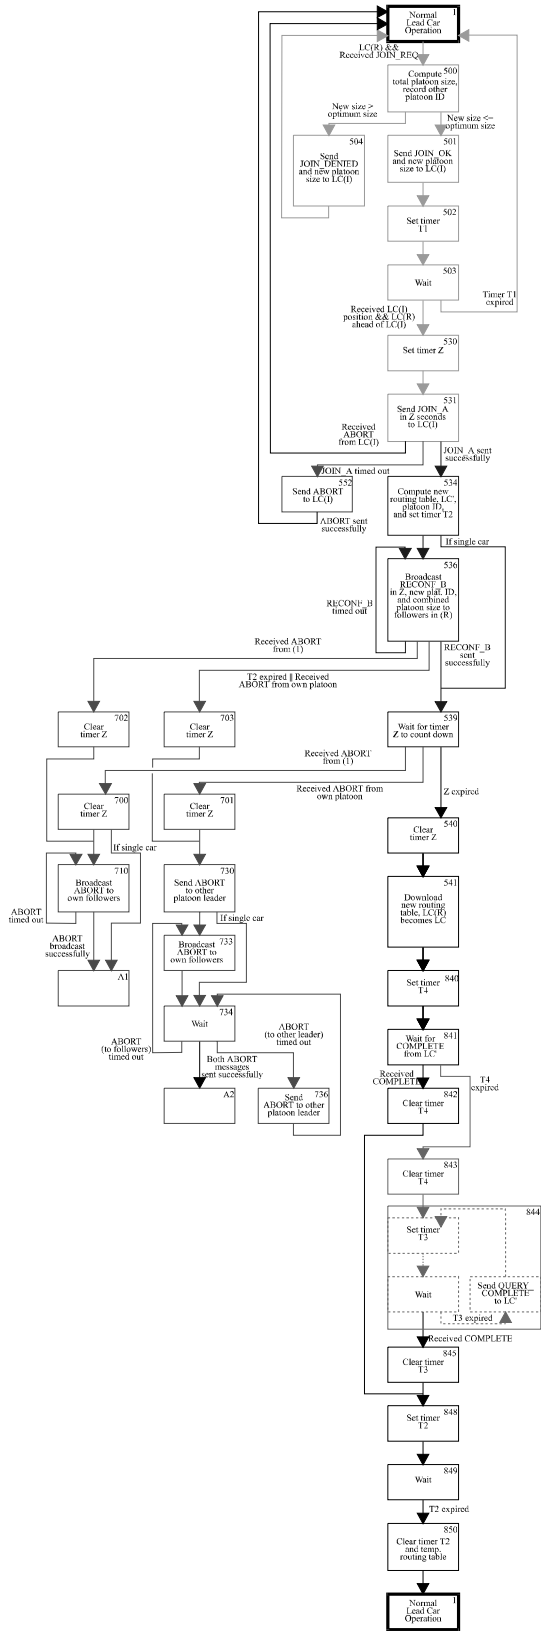 1
Normal
Lead Car
Operation
LC(R) &&
Received JOIN_REQ
500
Compute
total platoon size,
record other
platoon ID
New size >
optimum size
New size <=
optimum size
504
Send
JOIN_DENIED
and new platoon
size to LC(I)
501
Send JOIN_OK
and new platoon
size to LC(I)
502
Set timer
T1
503
Wait
Timer T1
expired
Received LC(I)
position && LC(R)
ahead of LC(I)
530
Set timer Z
531
Send JOIN_A
in Z seconds
to LC(I)
Received
ABORT
from LC(I)
JOIN_A sent
successfully
JOIN_A timed out
552
Send ABORT
to LC(I)
ABORT sent
successfully
534
Compute new
routing table, LC',
platoon ID,
and set timer T2
If single car
536
Broadcast
RECONF_B
in Z, new plat. ID,
and combined
platoon size to
followers in (R)
RECONF_B
timed out
Received ABORT
from (1)
RECONF_B
sent
successfully
T2 expired || Received
ABORT from own platoon
702
Clear
timer Z
703
Clear
timer Z
539
Wait for timer
Z to count down
Received ABORT
from (1)
Received ABORT from
own platoon
Z expired
700
Clear
timer Z
701
Clear
timer Z
540
Clear
timer Z
If single car
710
Broadcast
ABORT to
own followers
ABORT
timed out
ABORT
broadcast
successfully
A1
730
Send ABORT
to other
platoon leader
If single car
733
Broadcast
ABORT to
own followers
541
Download
new routing
table, LC(R)
becomes LC
734
Wait
ABORT
(to followers)
timed out
ABORT
(to other leader)
timed out
Both ABORT
messages
sent successfully
A2
736
Send
ABORT to other
platoon leader
840
Set timer
T4
841
Wait for
COMPLETE
from LC'
Received
COMPLETE
T4
expired
842
Clear timer
T4
843
Clear timer
T4
844
Set timer
T3
Wait
Send QUERY_
COMPLETE
to LC'
T3 expired
Received COMPLETE
845
Clear timer
T3
848
Set timer
T2
849
Wait
T2 expired
850
Clear timer T2
and temp.
routing table
1
Normal
Lead Car
Operation